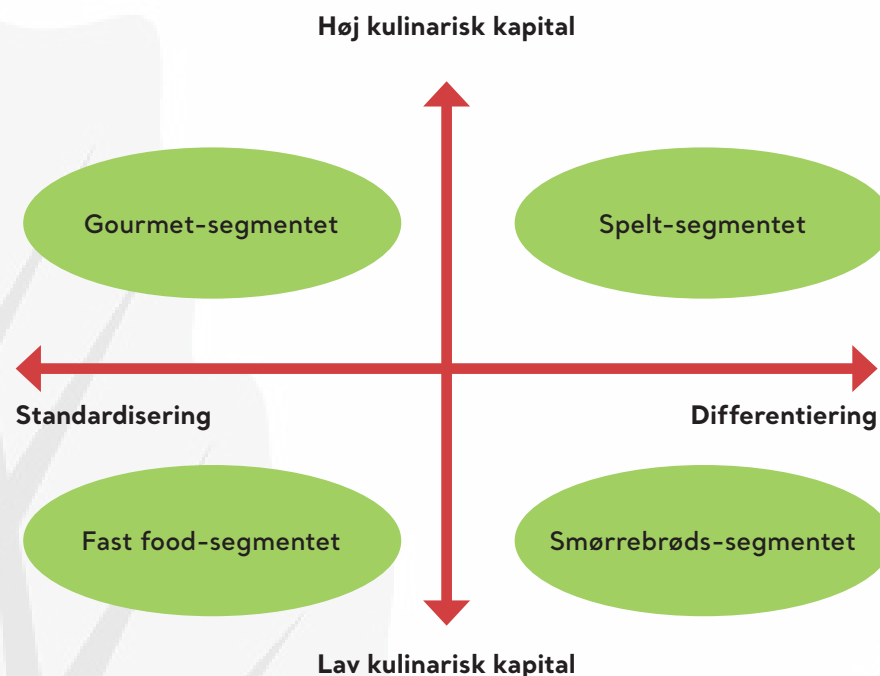 Høj kulinarisk kapital
Gourmet-segmentet
Spelt-segmentet
Standardisering
Differentiering
Fast food-segmentet
Smørrebrøds-segmentet
Lav kulinarisk kapital